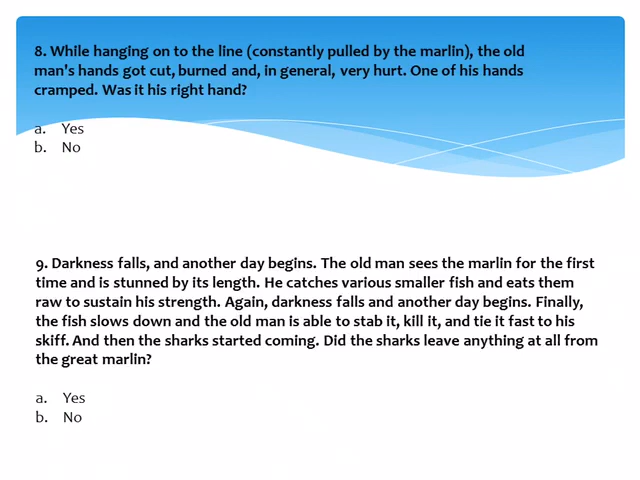 8. While hanging on to the line (constantly pulled by the marlin), the old
man's hands got cut, burned and, in general, very hurt. One of his hands
cramped. Was it his right hand?
a. Yes
b. No
9. Darkness falls, and another day begins. The old man sees the marlin for the first
time and is stunned by its length. He catches various smaller fish and eats them
raw to sustain his strength. Again, darkness falls and another day begins. Finally,
the fish slows down and the old man is able to stab it, kill it, and tie it fast to his
skiff. And then the sharks started coming. Did the sharks leave anything at all from
the great marlin?
a. Yes
b. No